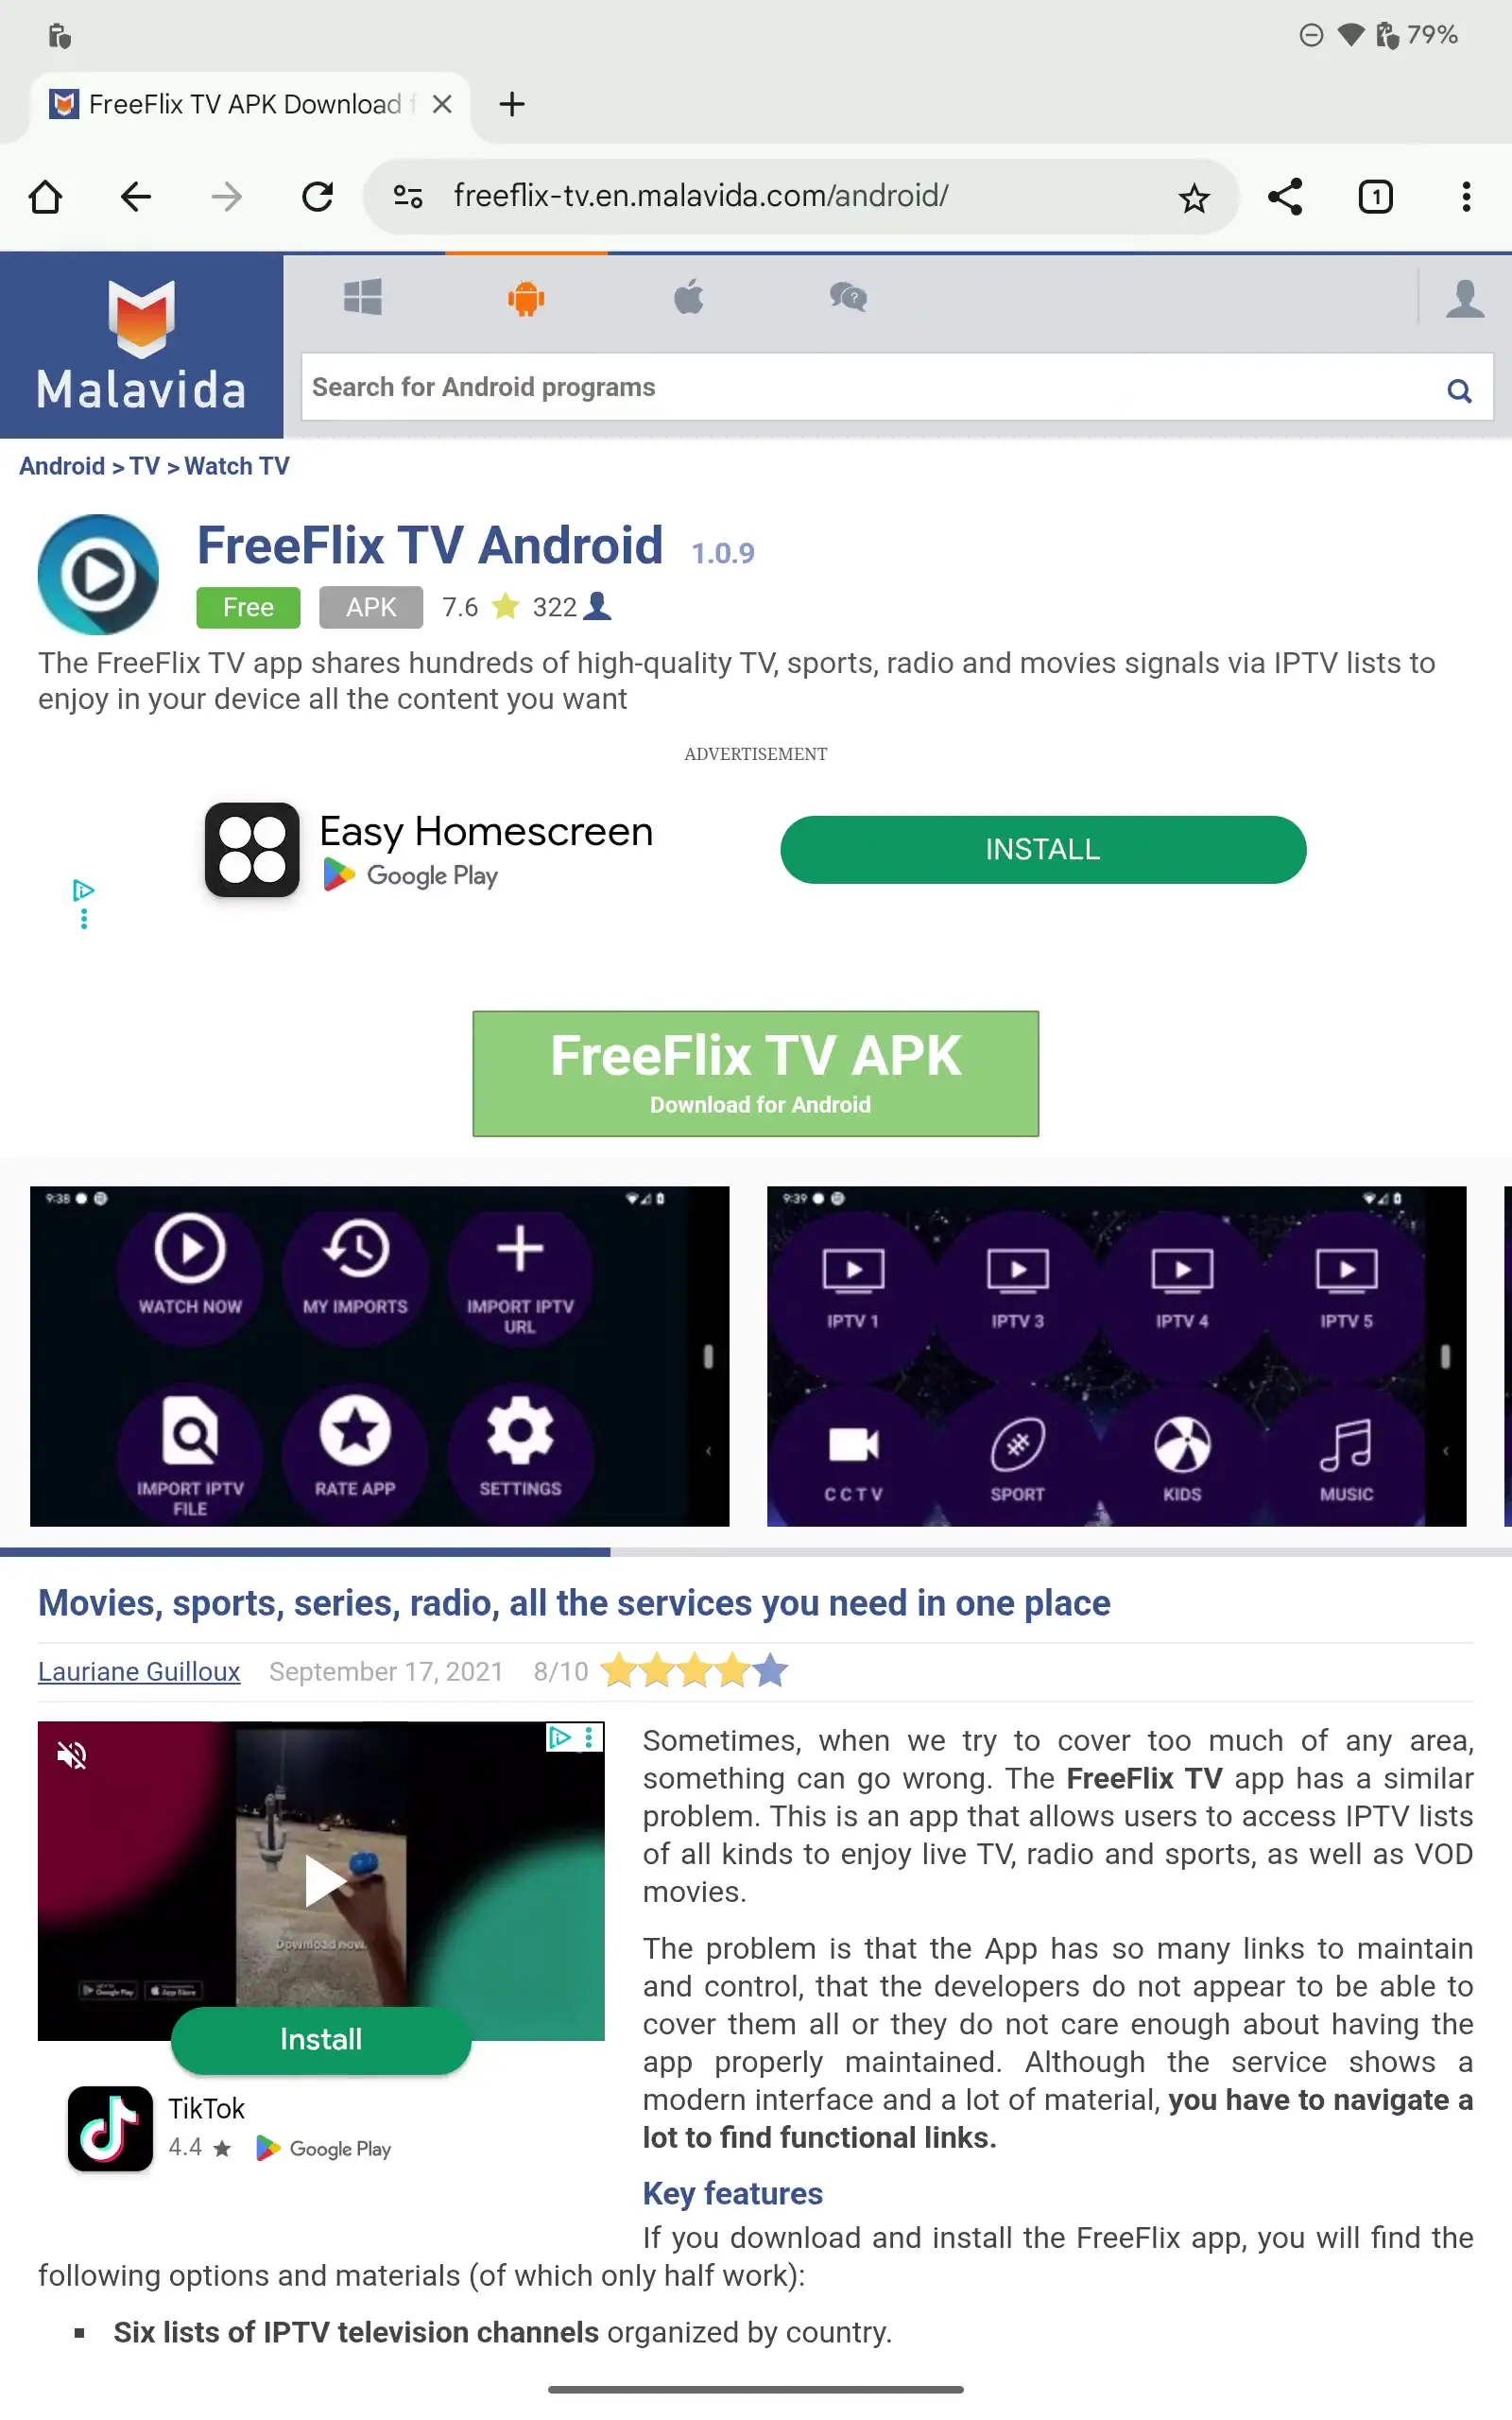 79%
FreeFlix TV APK Download f
freeflix-tv.en.malavida.com/android/
1
Malavida
Search for Android programs
Android > TV > Watch TV
FreeFlix TV Android 1.0.9
Free APK 7.6 322
The FreeFlix TV app shares hundreds of high-quality TV, sports, radio and movies signals via IPTV lists to
enjoy in your device all the content you want
ADVERTISEMENT
Easy Homescreen
Google Play
INSTALL
FreeFlix TV APK
Download for Android
9:38
WATCH NOW
MY IMPORTS
IMPORT IPTV
URL
IMPORT IPTV
FILE
RATE APP
SETTINGS
9:39
IPTV 1
IPTV 3
IPTV 4
IPTV 5
C C T V
SPORT
KIDS
MUSIC
Movies, sports, series, radio, all the services you need in one place
Lauriane Guilloux September 17, 2021 8/10
Download now.
Google Play
App Store
Install
TikTok
4.4 Google Play
Sometimes, when we try to cover too much of any area,
something can go wrong. The FreeFlix TV app has a similar
problem. This is an app that allows users to access IPTV lists
of all kinds to enjoy live TV, radio and sports, as well as VOD
movies.
The problem is that the App has so many links to maintain
and control, that the developers do not appear to be able to
cover them all or they do not care enough about having the
app properly maintained. Although the service shows a
modern interface and a lot of material, you have to navigate a
lot to find functional links.
Key features
If you download and install the FreeFlix app, you will find the
following options and materials (of which only half work):
▪ Six lists of IPTV television channels organized by country.